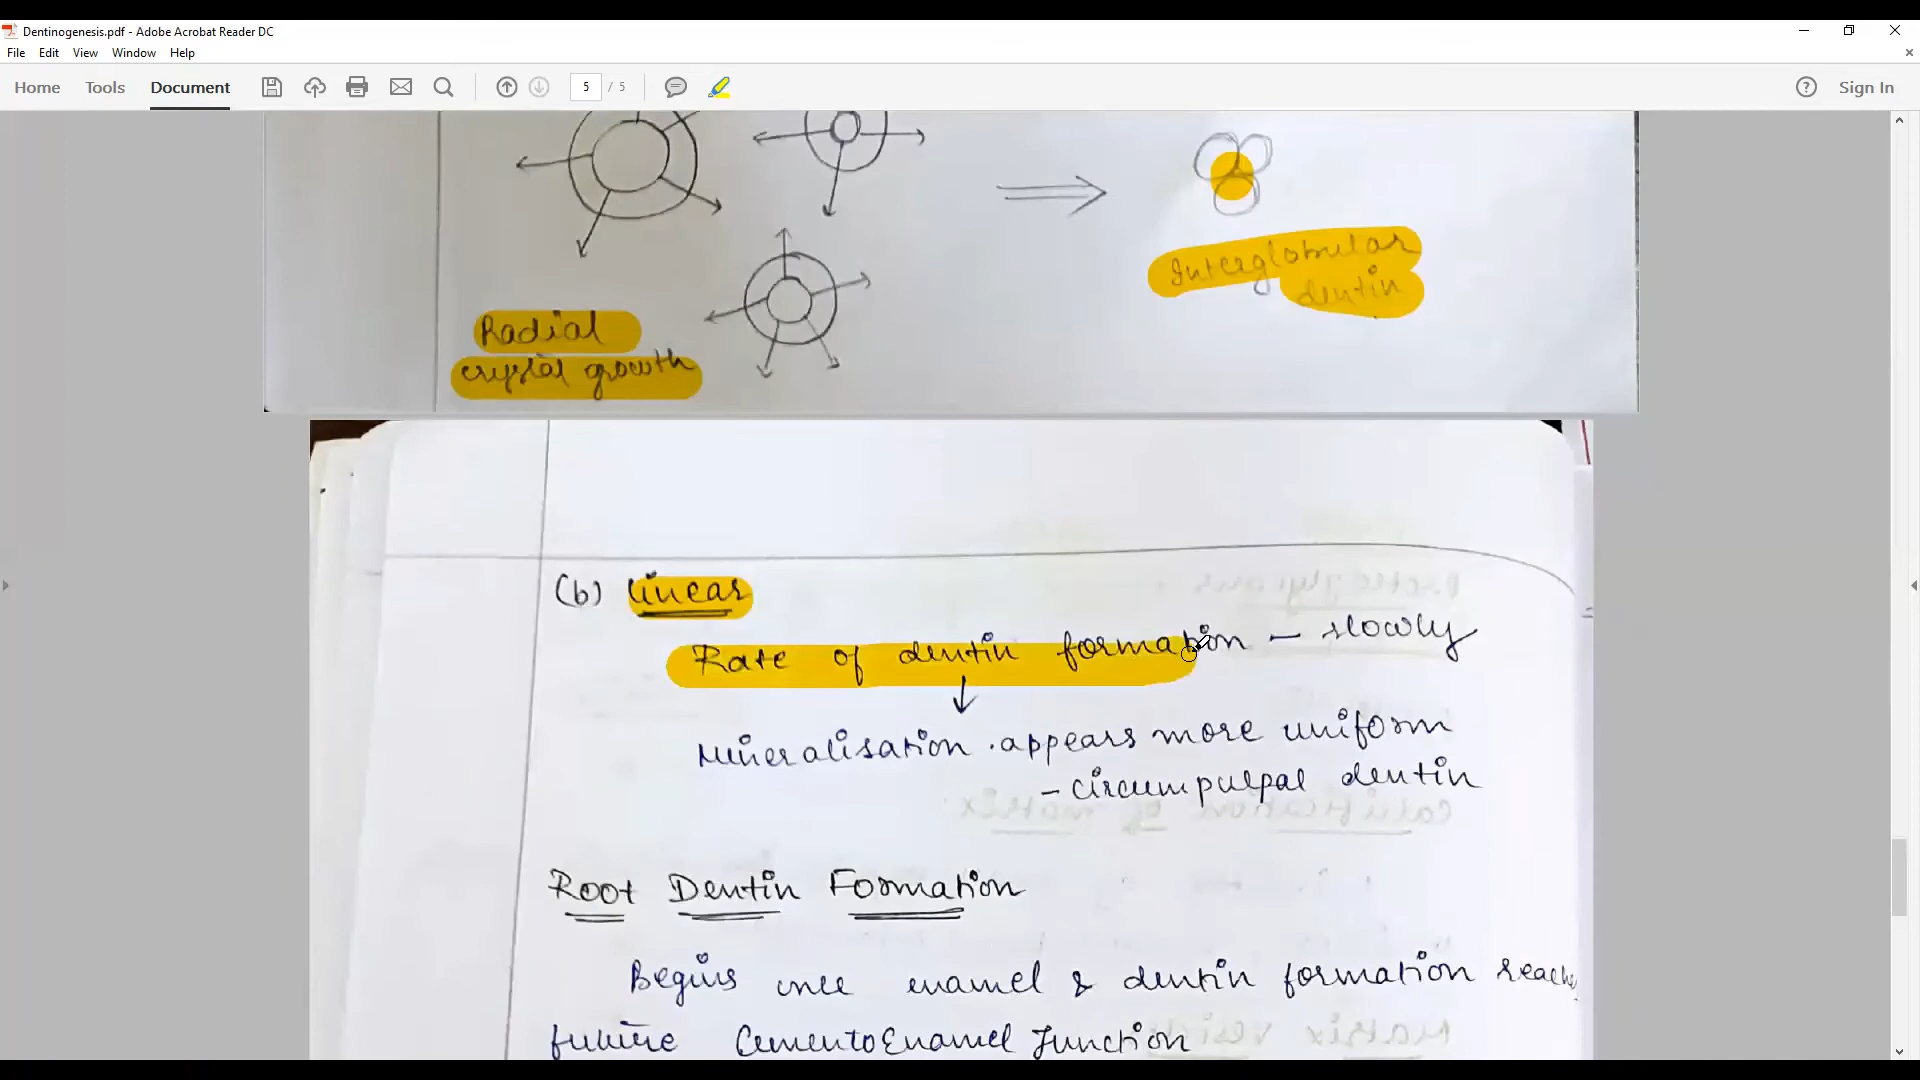 Dentinogenesis.pdf - Adobe Acrobat Reader DC
File Edit View Window Help
Home Tools Document 5 / 5 Sign In
Interglobular
dentin
Radial
crystal growth
(b) Linear
Rate of dentin formation - slowly
Mineralisation appears more uniform
- circumpulpal dentin
Root Dentin Formation
Begins once enamel & dentin formation reaches
future CementoEnamel Junction